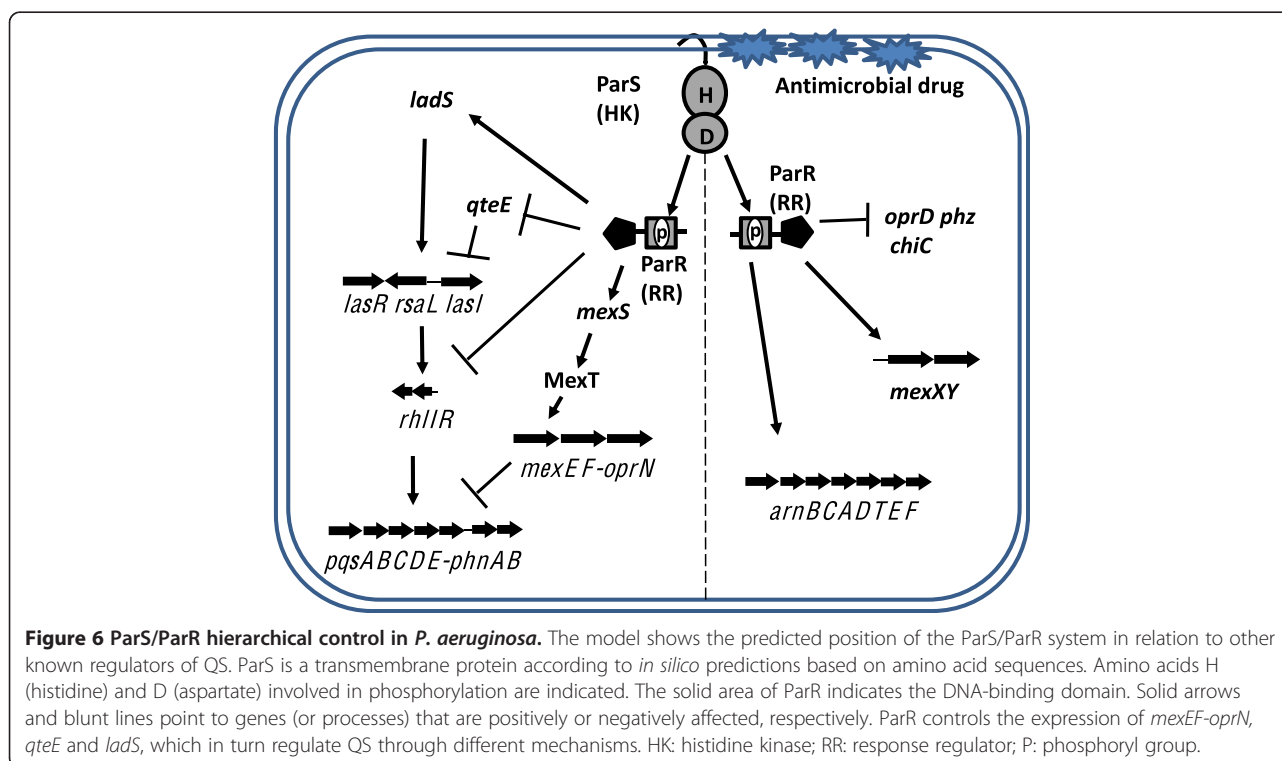 ParS
(HK)
H
D
Antimicrobial drug
ladS
qteE
p
ParR
(RR)
ParR
(RR)
p
oprD phz
chiC
lasR rsaL lasI
mexS
MexT
rhlIR
mexEF-oprN
mexXY
arnBCADTEF
pqsABCDE-phnAB
Figure 6 ParS/ParR hierarchical control in P. aeruginosa. The model shows the predicted position of the ParS/ParR system in relation to other
known regulators of QS. ParS is a transmembrane protein according to in silico predictions based on amino acid sequences. Amino acids H
(histidine) and D (aspartate) involved in phosphorylation are indicated. The solid area of ParR indicates the DNA-binding domain. Solid arrows
and blunt lines point to genes (or processes) that are positively or negatively affected, respectively. ParR controls the expression of mexEF-oprN,
qteE and ladS, which in turn regulate QS through different mechanisms. HK: histidine kinase; RR: response regulator; P: phosphoryl group.